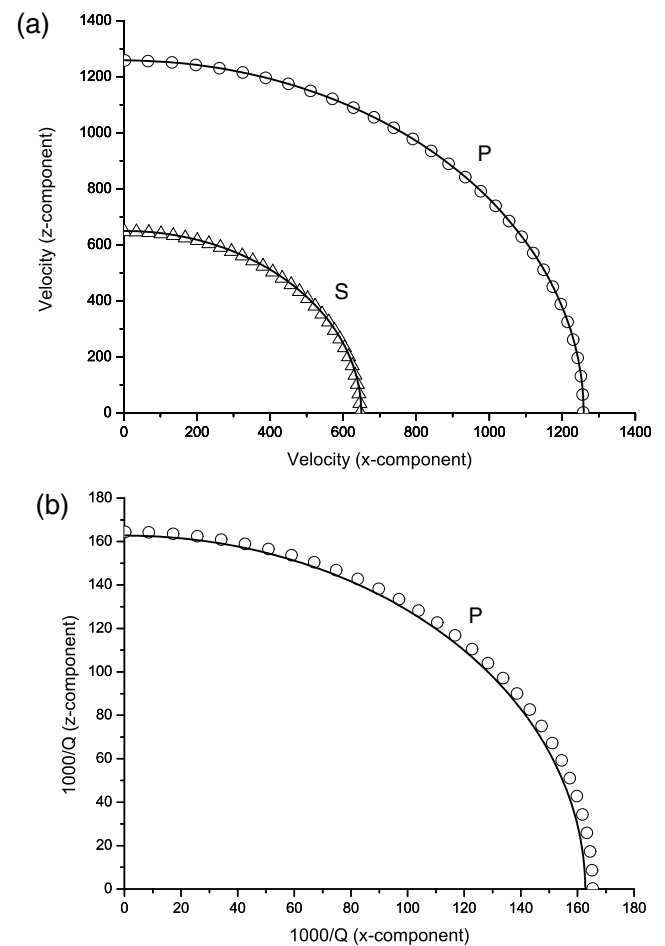 (a)
1400
1200
1000
800
600
400
200
0
Velocity (z-component)
P
S
0 200 400 600 800 1000 1200 1400
Velocity (x-component)
(b)
180
160
140
120
100
80
60
40
20
0
1000/Q (z-component)
P
0 20 40 60 80 100 120 140 160 180
1000/Q (x-component)